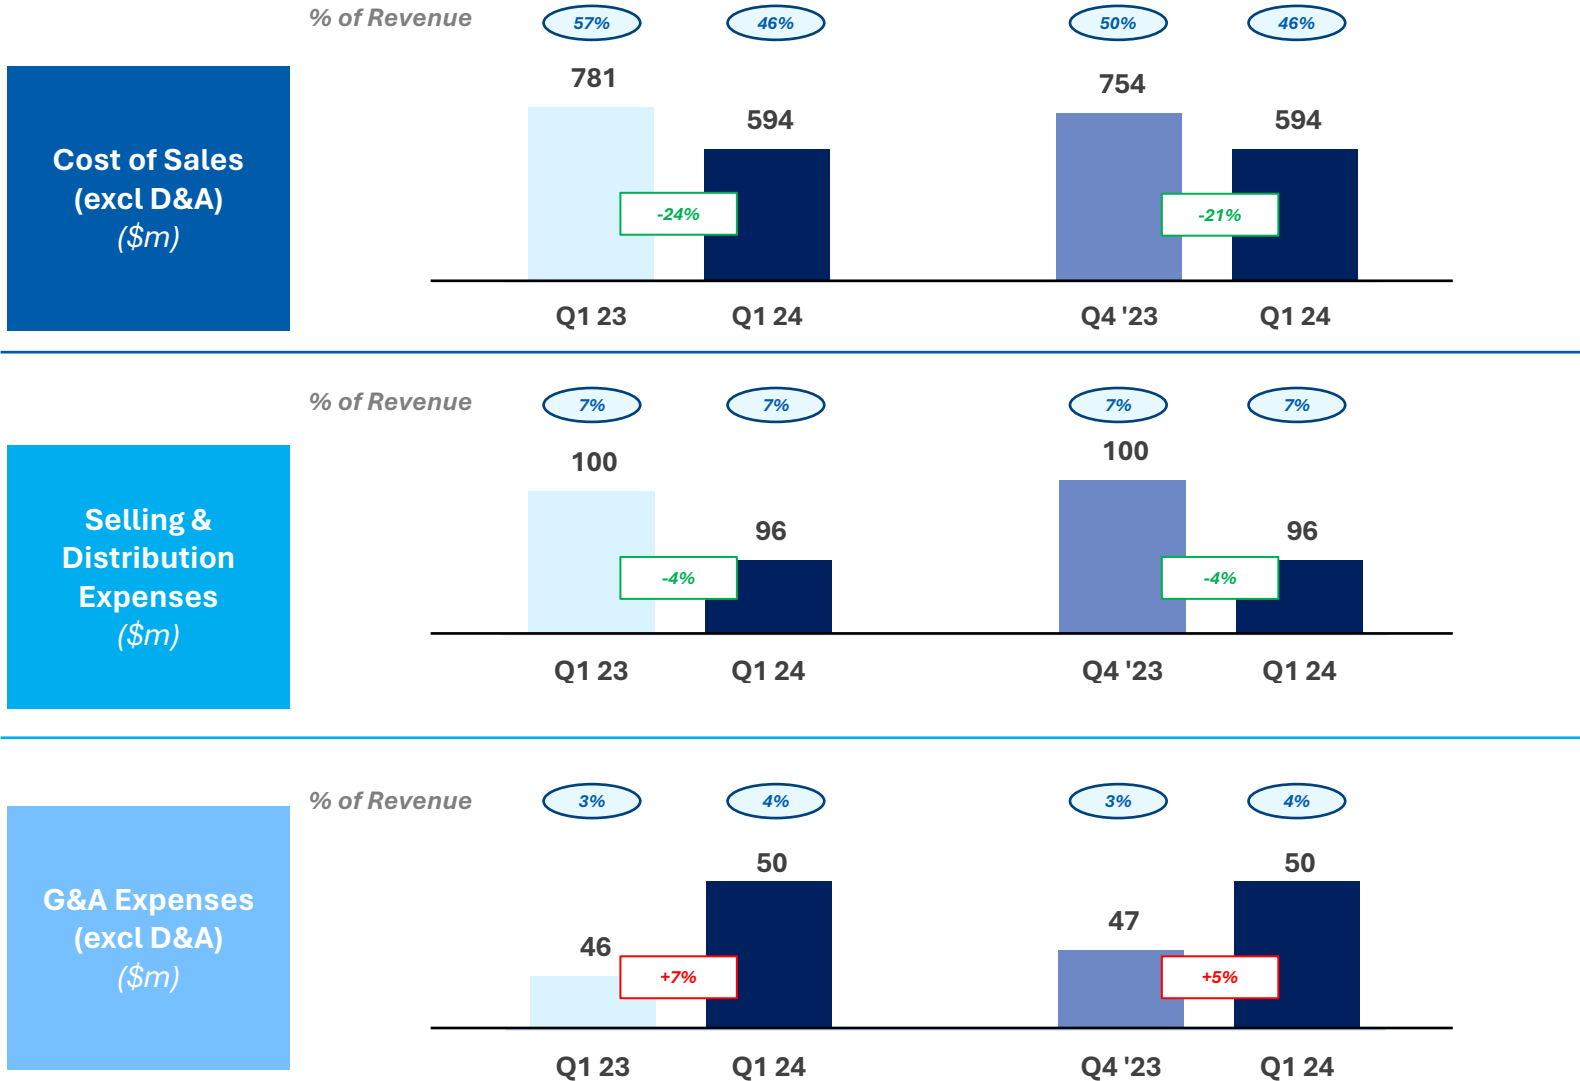 % of Revenue 57% 46% 50% 46%
781 594 754 594
Cost of Sales
(excl D&A)
($m)
-24% -21%
Q1 23 Q1 24 Q4 '23 Q1 24
% of Revenue 7% 7% 7% 7%
100 96 100 96
Selling &
Distribution
Expenses
($m)
-4% -4%
Q1 23 Q1 24 Q4 '23 Q1 24
% of Revenue 3% 4% 3% 4%
46 50 47 50
G&A Expenses
(excl D&A)
($m)
+7% +5%
Q1 23 Q1 24 Q4 '23 Q1 24